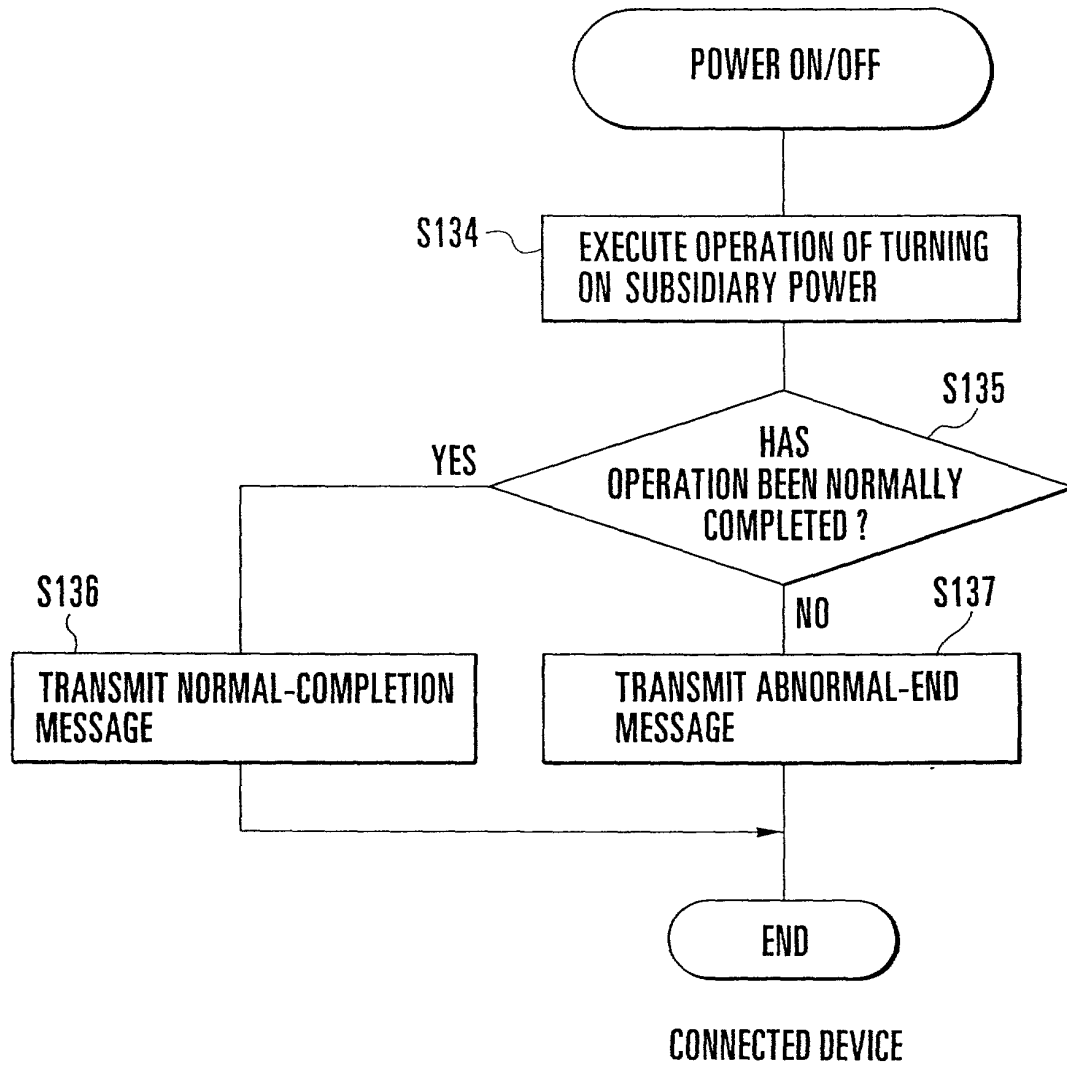 POWER ON/OFF
S134
EXECUTE OPERATION OF TURNING
ON SUBSIDIARY POWER
S135
YES
HAS
OPERATION BEEN NORMALLY
COMPLETED ?
S136
NO
S137
TRANSMIT NORMAL-COMPLETION
MESSAGE
TRANSMIT ABNORMAL-END
MESSAGE
END
CONNECTED DEVICE